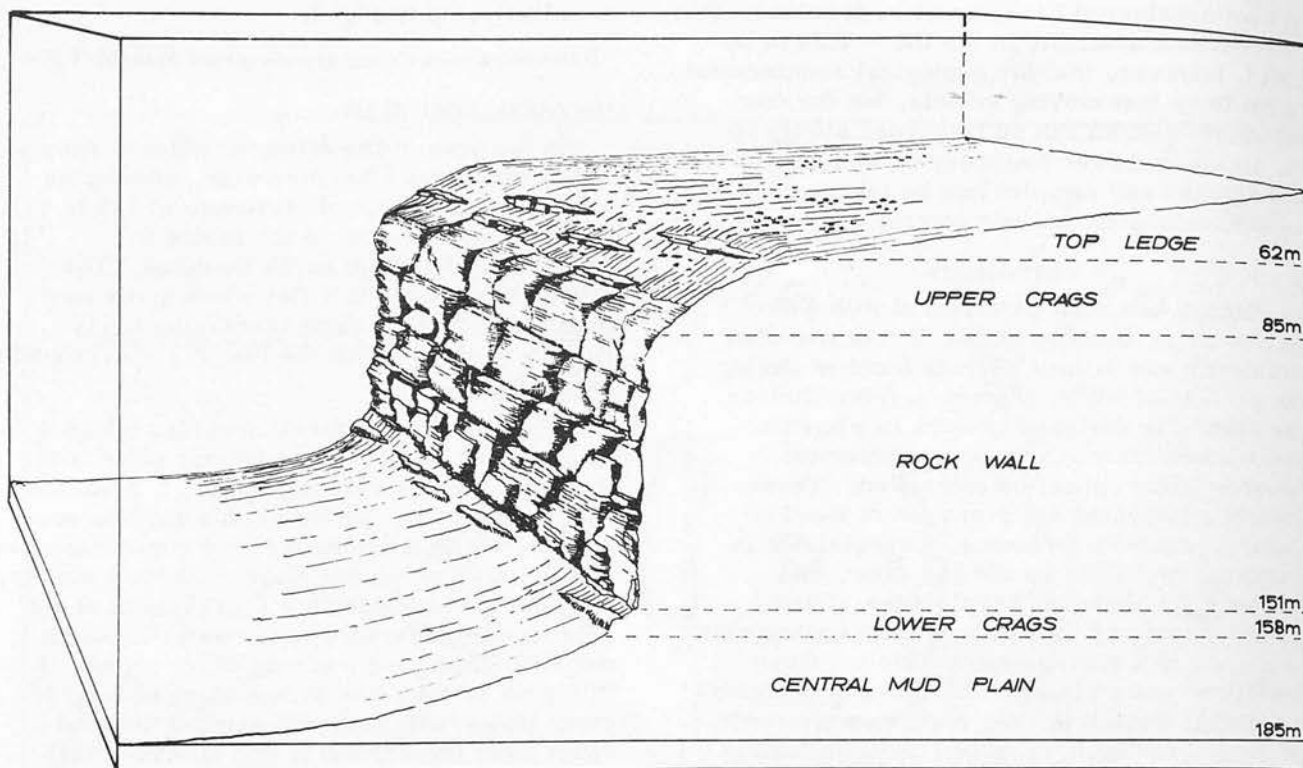 TOP LEDGE
62m
UPPER CRAGS
85m
ROCK WALL
151m
LOWER CRAGS
158m
CENTRAL MUD PLAIN
185m